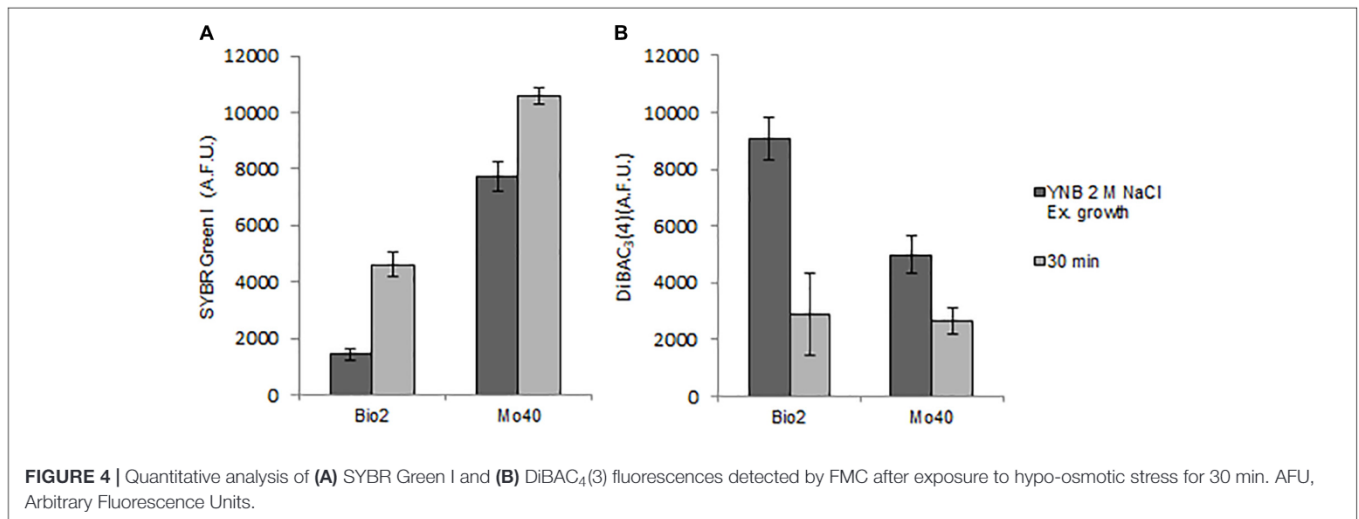 A
12000
10000
8000
6000
4000
2000
0
SYBR Green I (A.F.U.)
Bio2 Mo40
B
12000
10000
8000
6000
4000
2000
0
DiBAC3(4)(A.F.U.)
Bio2 Mo40
YNB 2 M NaCl
Ex. growth
30 min
FIGURE 4 | Quantitative analysis of (A) SYBR Green I and (B) DiBAC4(3) fluorescences detected by FMC after exposure to hypo-osmotic stress for 30 min. AFU,
Arbitrary Fluorescence Units.